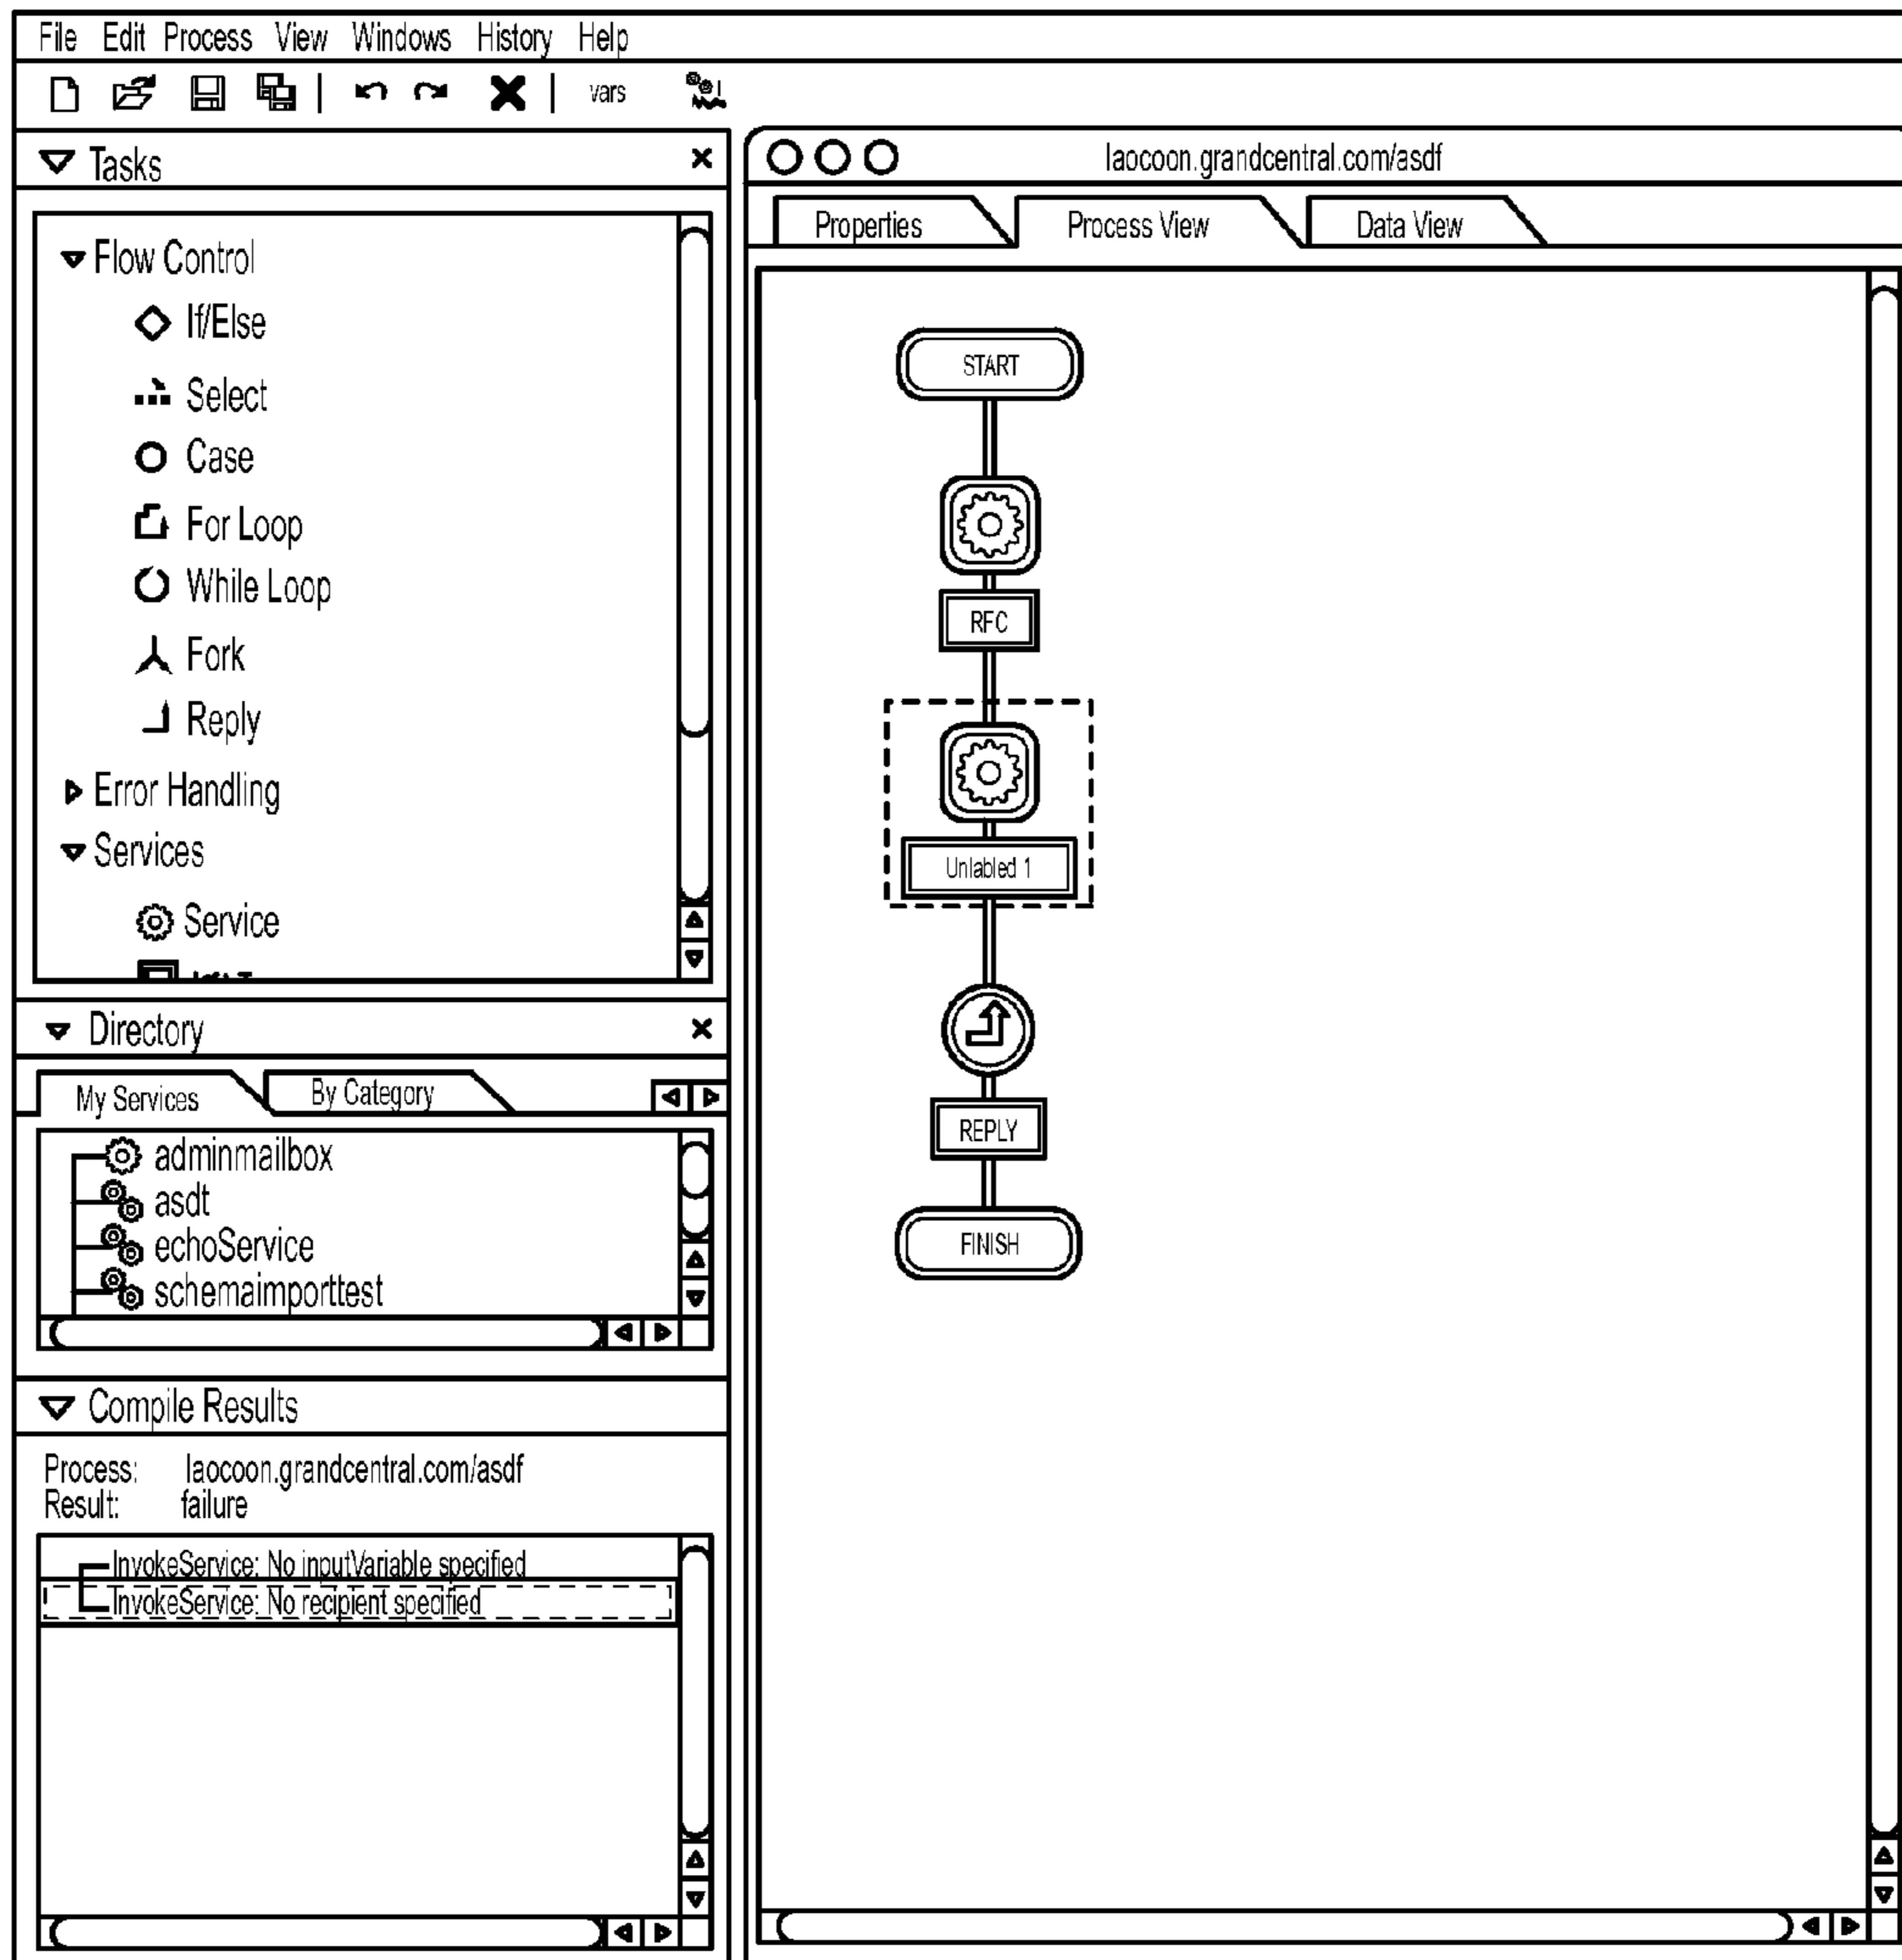 File Edit Process View Windows History Help
vars
Tasks
Flow Control
If/Else
Select
Case
For Loop
While Loop
Fork
Reply
Error Handling
Services
Service
Directory
My Services By Category
adminmailbox
asdt
echoService
schemaimporttest
Compile Results
Process: laocoon.grandcentral.com/asdf
Result: failure
InvokeService: No inputVariable specified
InvokeService: No recipient specified
laocoon.grandcentral.com/asdf
Properties Process View Data View
START
RFC
Unlabled 1
REPLY
FINISH